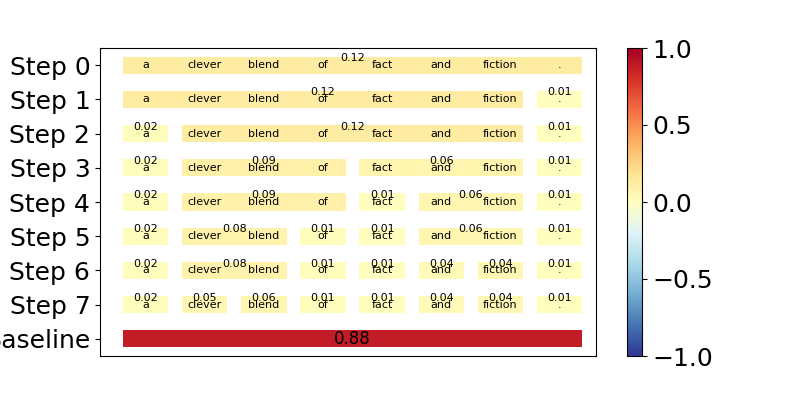 0.12
Step 0 a clever blend of fact and fiction .
0.12 0.01
Step 1 a clever blend of fact and fiction .
0.02 0.12 0.01
Step 2 a clever blend of fact and fiction .
0.02 0.09 0.06 0.01
Step 3 a clever blend of fact and fiction .
0.02 0.09 0.01 0.06 0.01
Step 4 a clever blend of fact and fiction .
0.02 0.08 0.01 0.01 0.06 0.01
Step 5 a clever blend of fact and fiction .
0.02 0.08 0.01 0.01 0.04 0.04 0.01
Step 6 a clever blend of fact and fiction .
0.02 0.05 0.06 0.01 0.01 0.04 0.04 0.01
Step 7 a clever blend of fact and fiction .
aseline 0.88
1.0
0.5
0.0
−0.5
−1.0